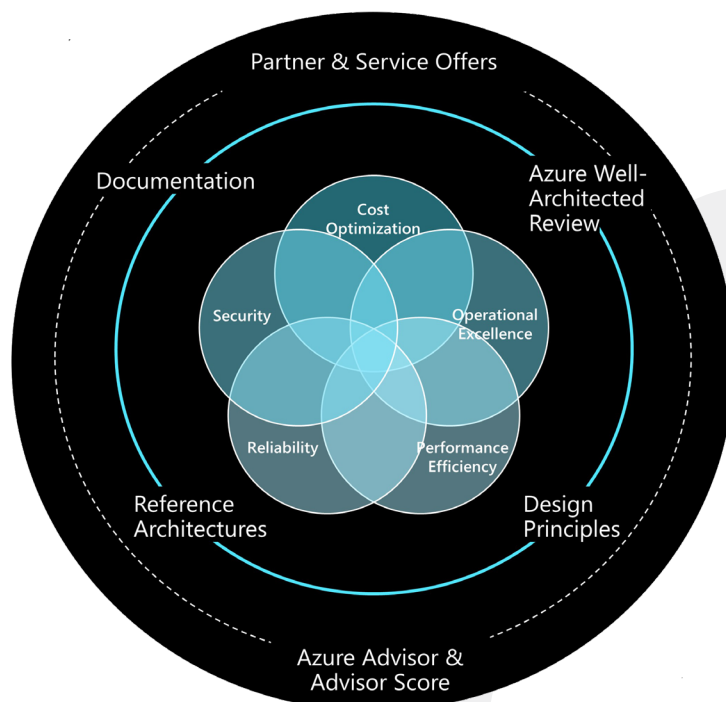 Partner & Service Offers
Documentation
Azure Well-
Architected
Review
Cost
Optimization
Security
Operational
Excellence
Reliability
Performance
Efficiency
Reference
Architectures
Design
Principles
Azure Advisor &
Advisor Score